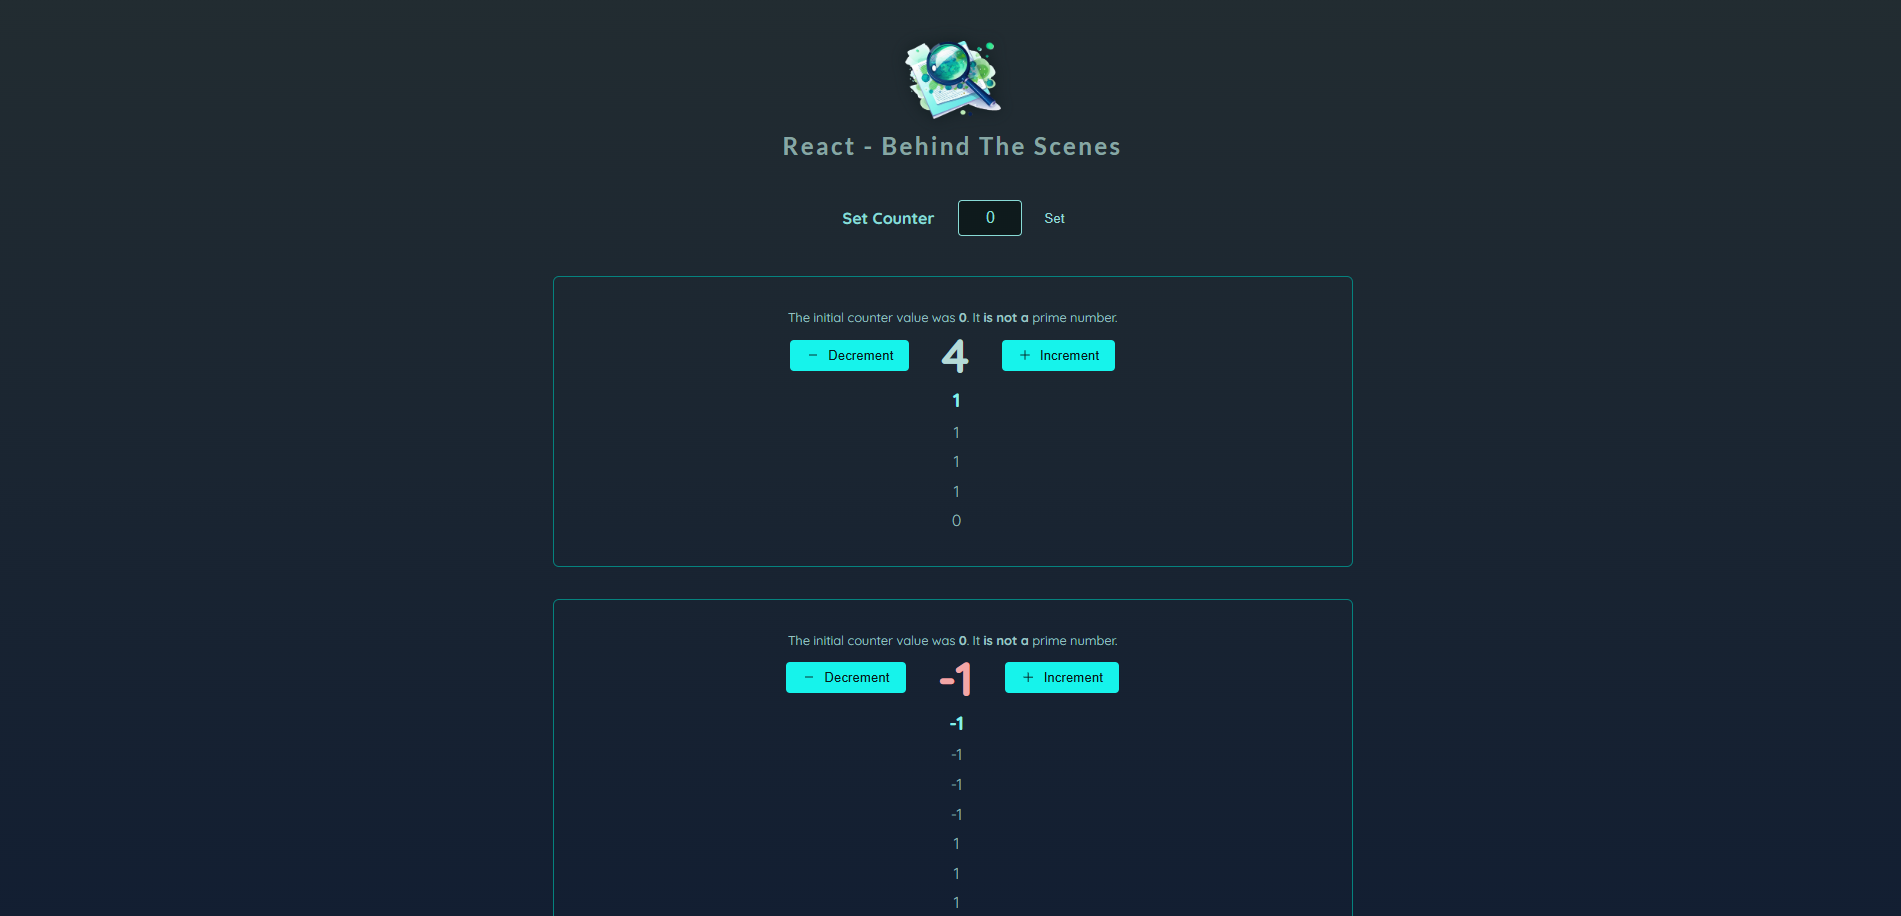 React - Behind The Scenes
Set Counter 0 Set
The initial counter value was 0. It is not a prime number.
− Decrement 4 + Increment
1
1
1
1
0
The initial counter value was 0. It is not a prime number.
− Decrement -1 + Increment
-1
-1
-1
-1
1
1
1